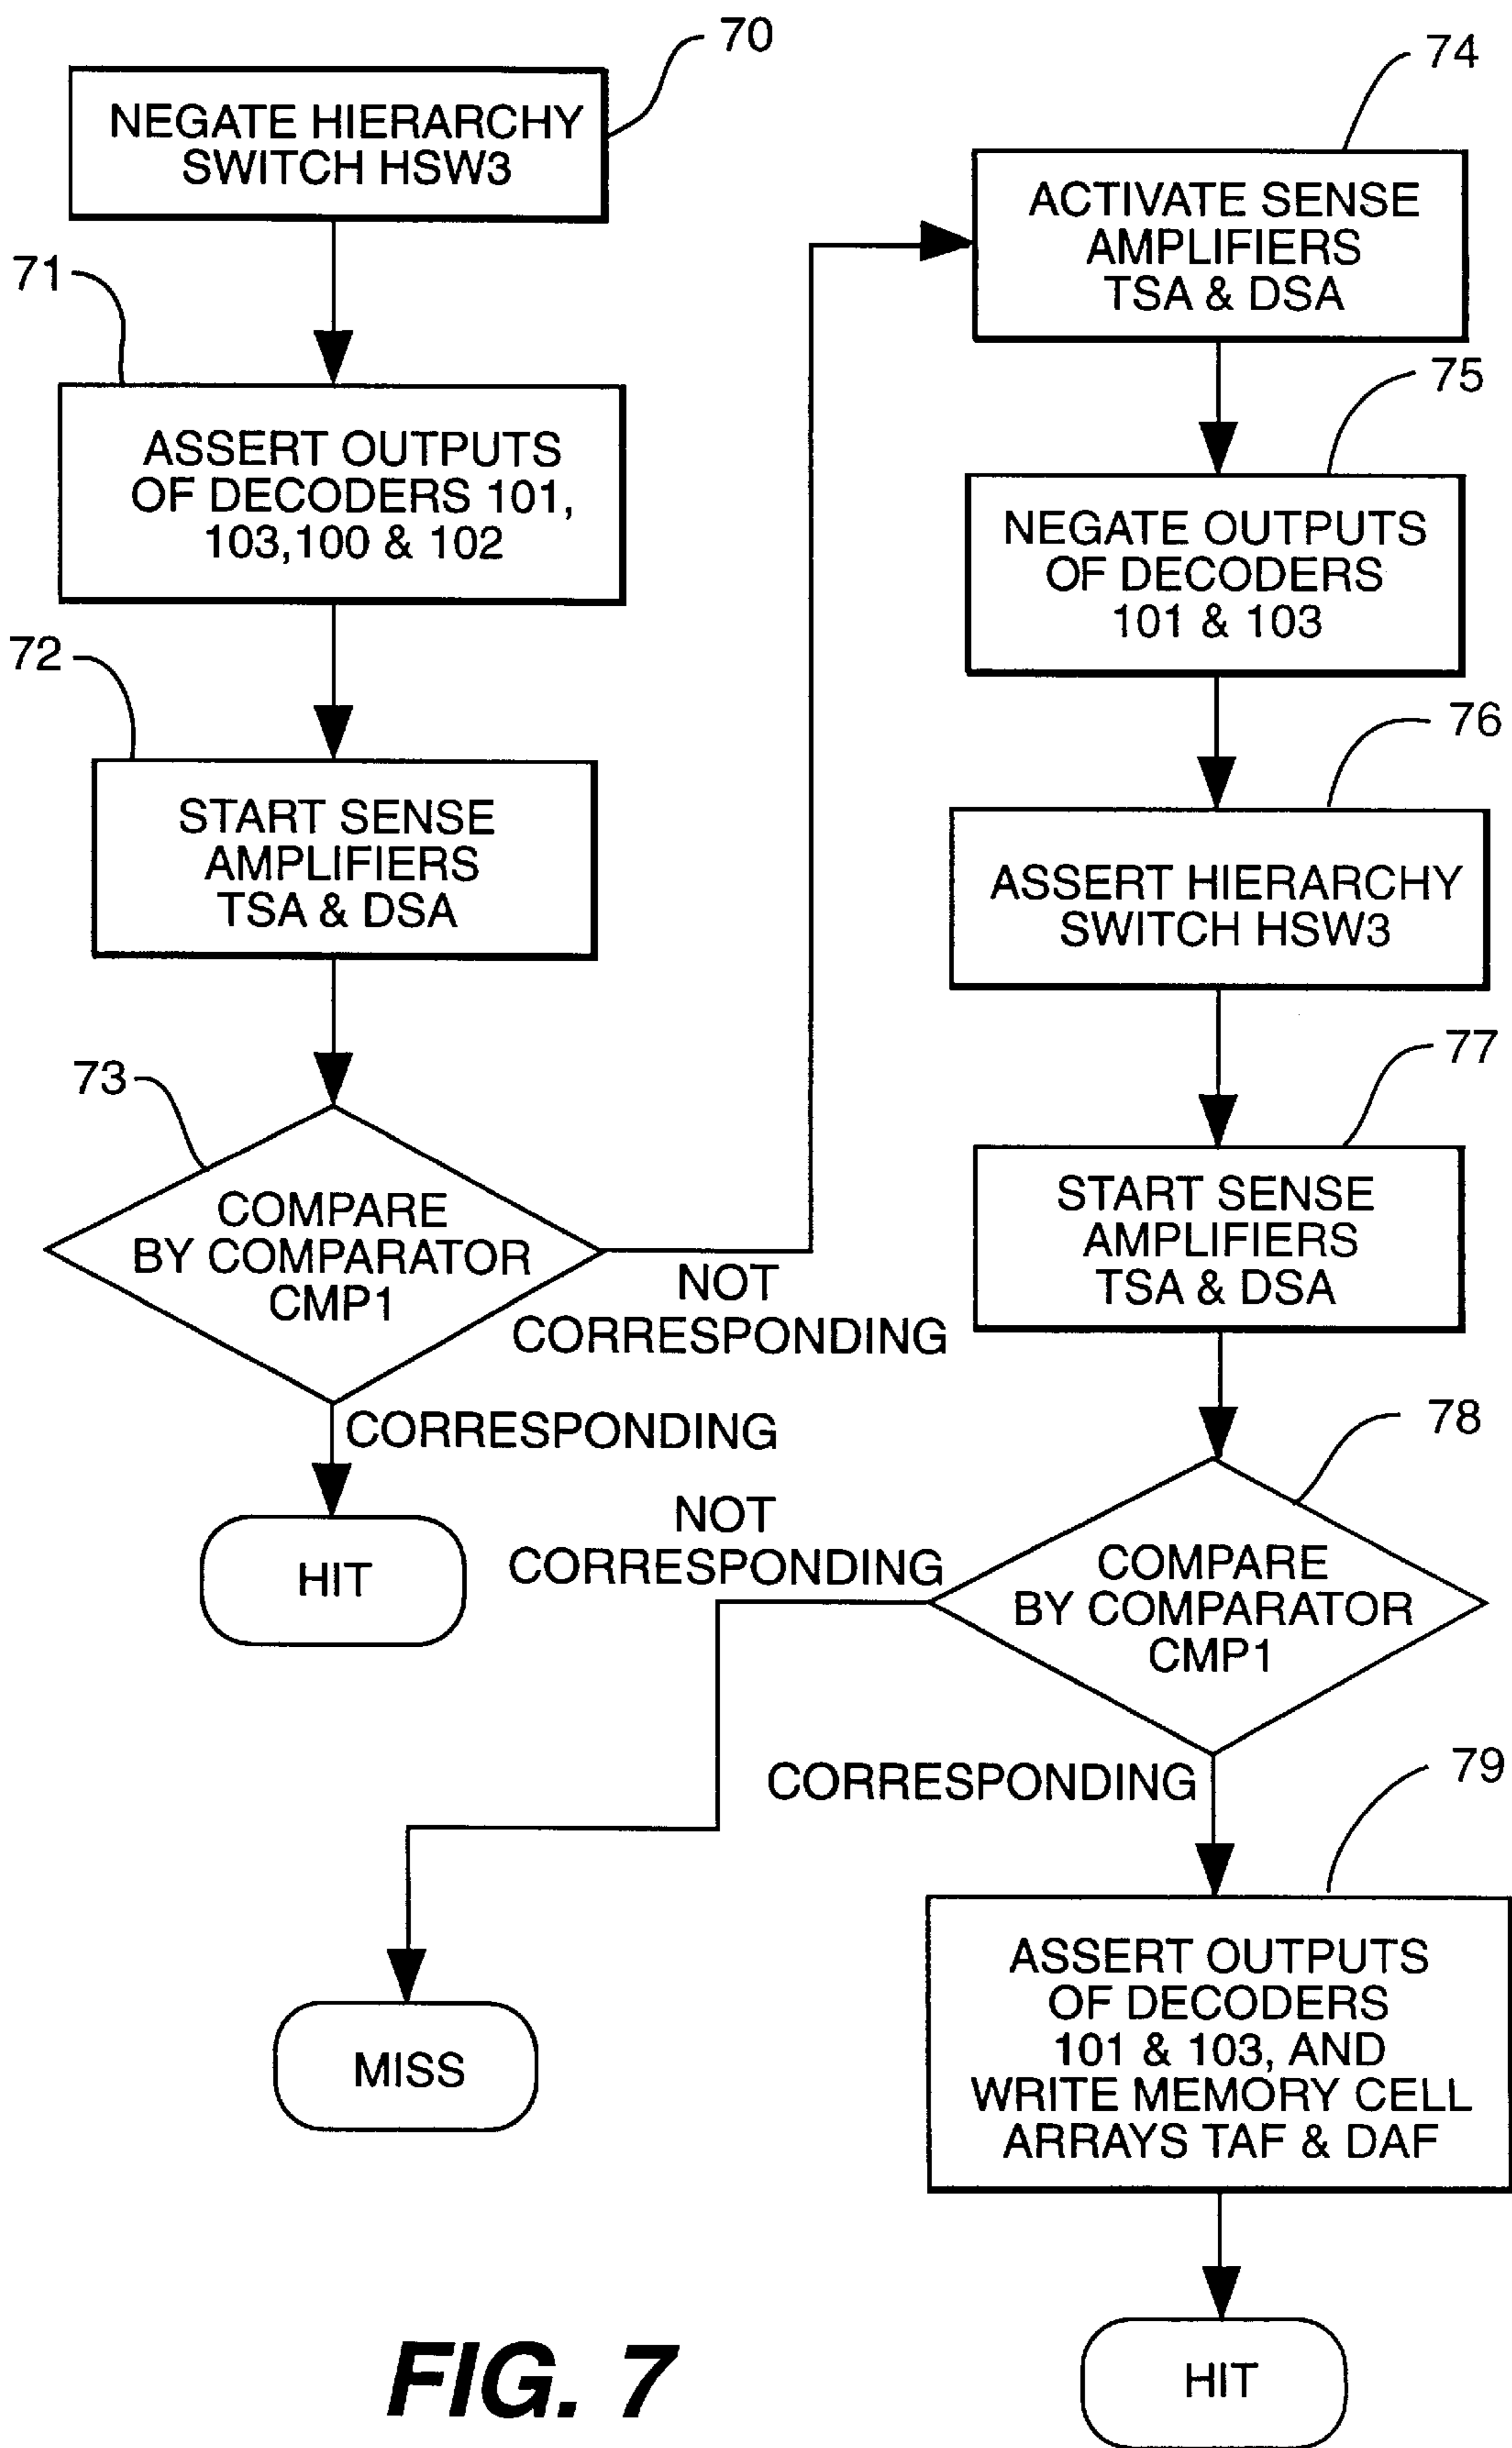 70
NEGATE HIERARCHY
SWITCH HSW3
71
ASSERT OUTPUTS
OF DECODERS 101,
103,100 & 102
72
START SENSE
AMPLIFIERS
TSA & DSA
73
COMPARE
BY COMPARATOR
CMP1
NOT
CORRESPONDING
CORRESPONDING
HIT
74
ACTIVATE SENSE
AMPLIFIERS
TSA & DSA
75
NEGATE OUTPUTS
OF DECODERS
101 & 103
76
ASSERT HIERARCHY
SWITCH HSW3
77
START SENSE
AMPLIFIERS
TSA & DSA
78
COMPARE
BY COMPARATOR
CMP1
NOT
CORRESPONDING
MISS
CORRESPONDING
79
ASSERT OUTPUTS
OF DECODERS
101 & 103, AND
WRITE MEMORY CELL
ARRAYS TAF & DAF
HIT
FIG. 7